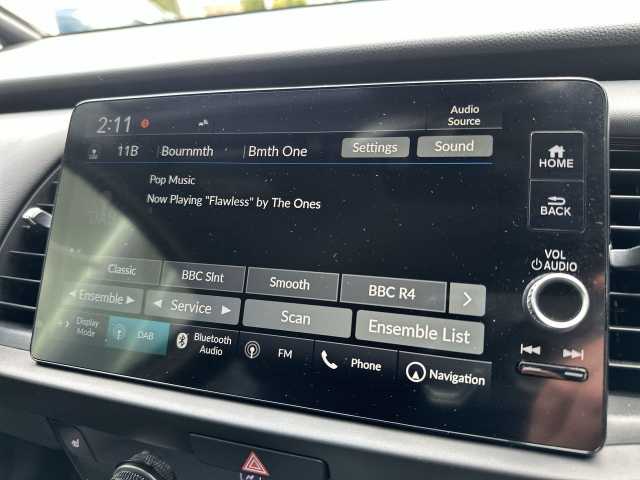 2:11
Audio
Source
11B Bournmth Bmth One Settings Sound
Pop Music
Now Playing "Flawless" by The Ones
Classic BBC Slnt Smooth BBC R4
Ensemble Service Scan Ensemble List
Display
Mode
DAB
Bluetooth
Audio
FM
Phone
Navigation
HOME
BACK
VOL
AUDIO